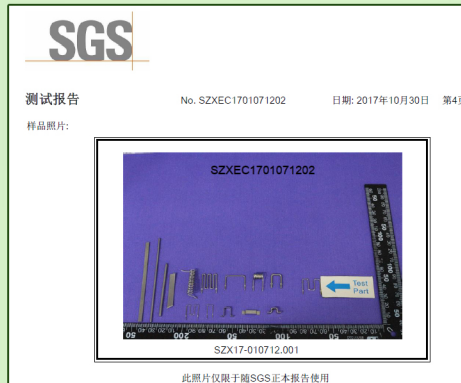 SGS
测试报告 No. SZXEC1701071202 日期: 2017年10月30日 第4
样品照片:
SZXEC1701071202
Test
Part
SZX17-010712.001
此照片仅限于随SGS正本报告使用